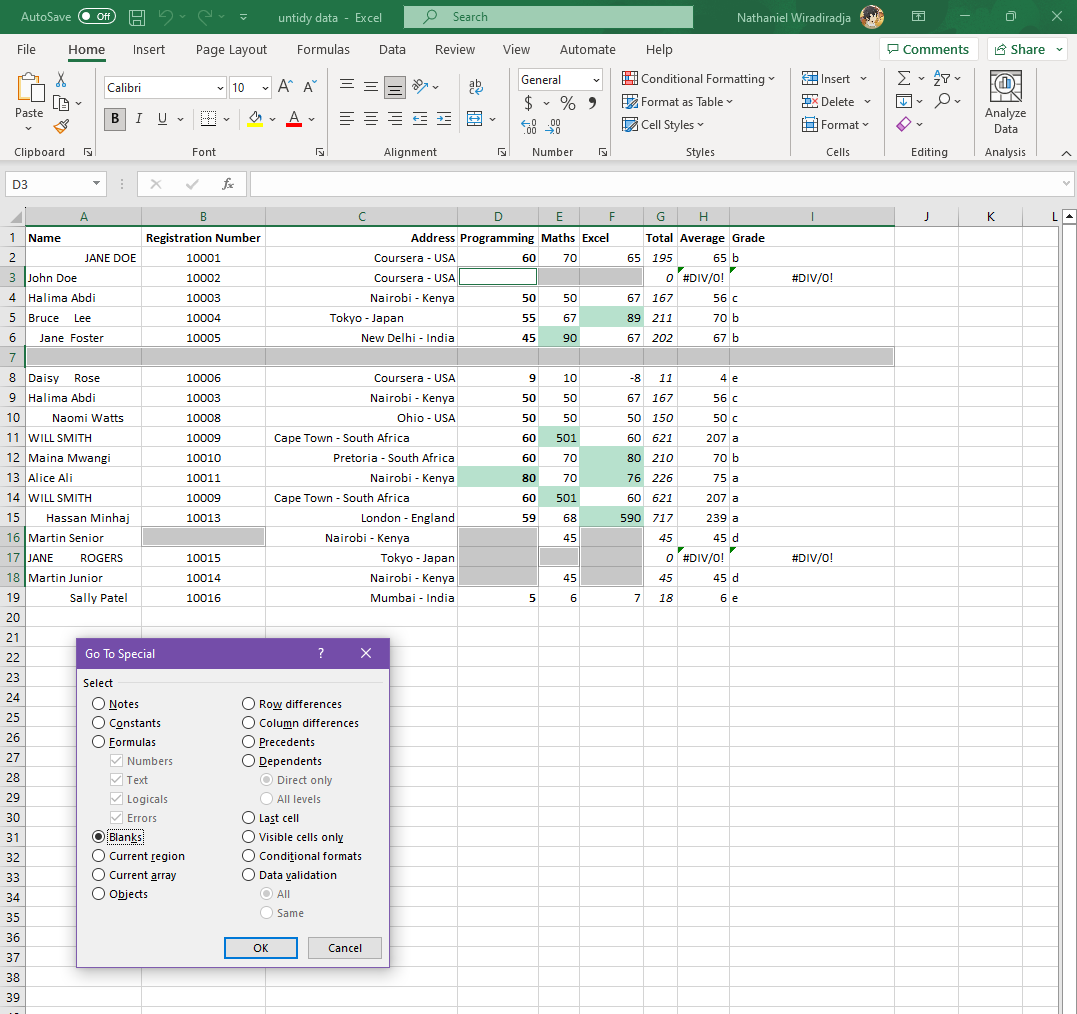 AutoSave Off untidy data - Excel Search Nathaniel Wiradiradja
File Home Insert Page Layout Formulas Data Review View Automate Help Comments Share
Calibri 10 A^ Aˇ ab General Conditional Formatting Insert Σ
Paste Format as Table Delete
B I U A $ % 9 Cell Styles Format Analyze Data
Clipboard Font Alignment Number Styles Cells Editing Analysis
D3 fx
A B C D E F G H I J K L
1 Name Registration Number Address Programming Maths Excel Total Average Grade
2 JANE DOE 10001 Coursera - USA 60 70 65 195 65 b
3 John Doe 10002 Coursera - USA 0 #DIV/0! #DIV/0!
4 Halima Abdi 10003 Nairobi - Kenya 50 50 67 167 56 c
5 Bruce Lee 10004 Tokyo - Japan 55 67 89 211 70 b
6 Jane Foster 10005 New Delhi - India 45 90 67 202 67 b
7
8 Daisy Rose 10006 Coursera - USA 9 10 -8 11 4 e
9 Halima Abdi 10003 Nairobi - Kenya 50 50 67 167 56 c
10 Naomi Watts 10008 Ohio - USA 50 50 50 150 50 c
11 WILL SMITH 10009 Cape Town - South Africa 60 501 60 621 207 a
12 Maina Mwangi 10010 Pretoria - South Africa 60 70 80 210 70 b
13 Alice Ali 10011 Nairobi - Kenya 80 70 76 226 75 a
14 WILL SMITH 10009 Cape Town - South Africa 60 501 60 621 207 a
15 Hassan Minhaj 10013 London - England 59 68 590 717 239 a
16 Martin Senior Nairobi - Kenya 45 45 45 d
17 JANE ROGERS 10015 Tokyo - Japan 0 #DIV/0! #DIV/0!
18 Martin Junior 10014 Nairobi - Kenya 45 45 45 d
19 Sally Patel 10016 Mumbai - India 5 6 7 18 6 e
20
21
22
23
24
25
26
27
28
29
30
31
32
33
34
35
36
37
38
39
Go To Special ?
Select
Notes Row differences
Constants Column differences
Formulas Precedents
Numbers Dependents
Text Direct only
Logicals All levels
Errors Last cell
Blanks Visible cells only
Current region Conditional formats
Current array Data validation
Objects All
Same
OK Cancel